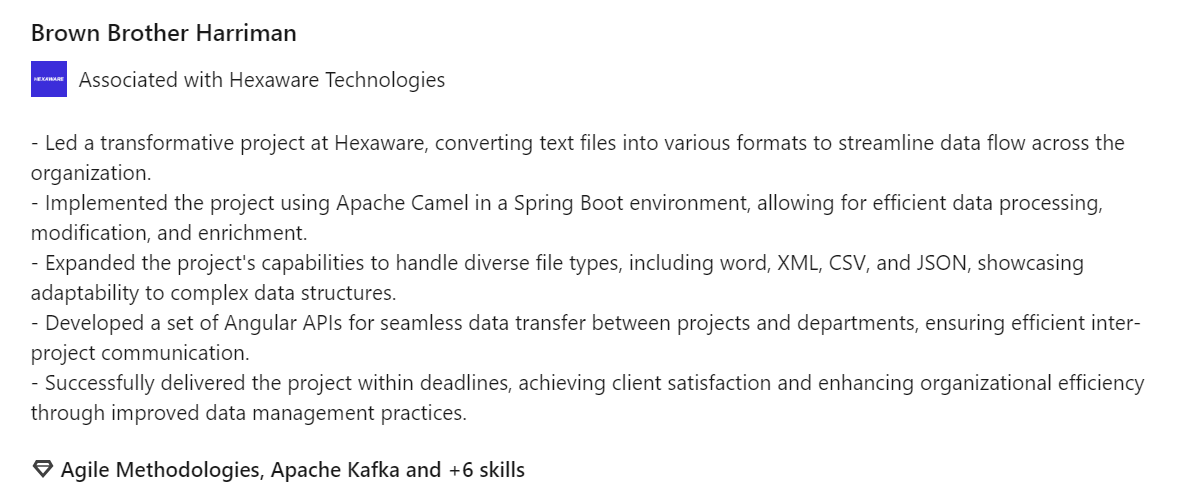 Brown Brother Harriman
HEXAWARE
Associated with Hexaware Technologies
- Led a transformative project at Hexaware, converting text files into various formats to streamline data flow across the
organization.
- Implemented the project using Apache Camel in a Spring Boot environment, allowing for efficient data processing,
modification, and enrichment.
- Expanded the project's capabilities to handle diverse file types, including word, XML, CSV, and JSON, showcasing
adaptability to complex data structures.
- Developed a set of Angular APIs for seamless data transfer between projects and departments, ensuring efficient inter-
project communication.
- Successfully delivered the project within deadlines, achieving client satisfaction and enhancing organizational efficiency
through improved data management practices.
Agile Methodologies, Apache Kafka and +6 skills